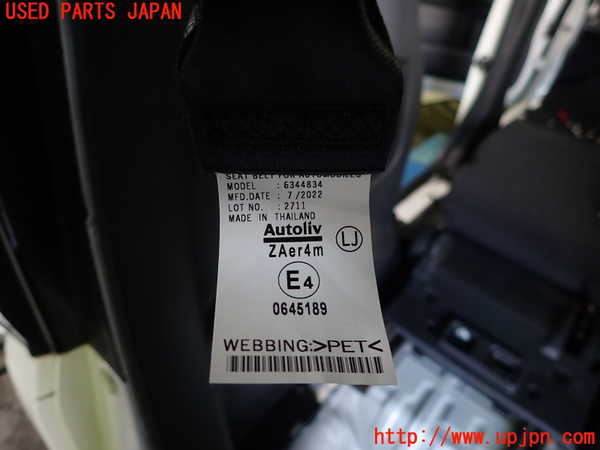 USED PARTS JAPAN
SEAT BELT FOR AUTOMOBILES
MODEL : 6344834
MFD.DATE : 7/2022
LOT NO. : 2711
MADE IN THAILAND
Autoliv
LJ
ZAer4m
E4
0645189
WEBBING:>PET<
http://www.upjpn.com/